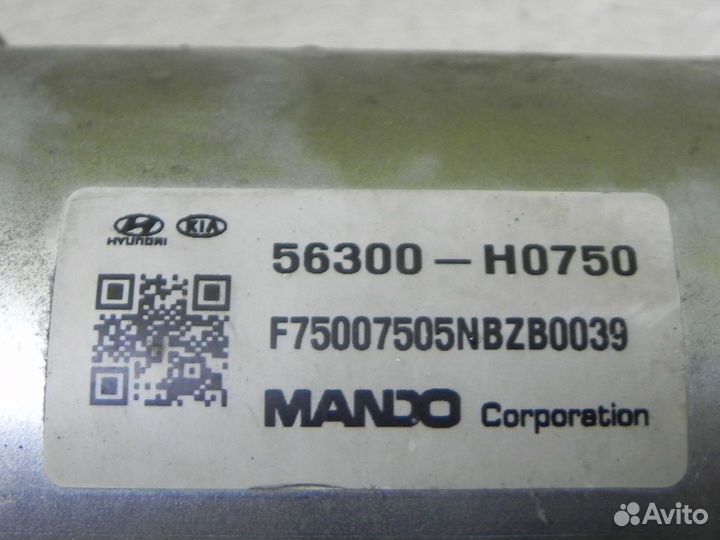 HYUNDAI KIA
56300 – H0750
F75007505NBZB0039
MANDO Corporation
Avito